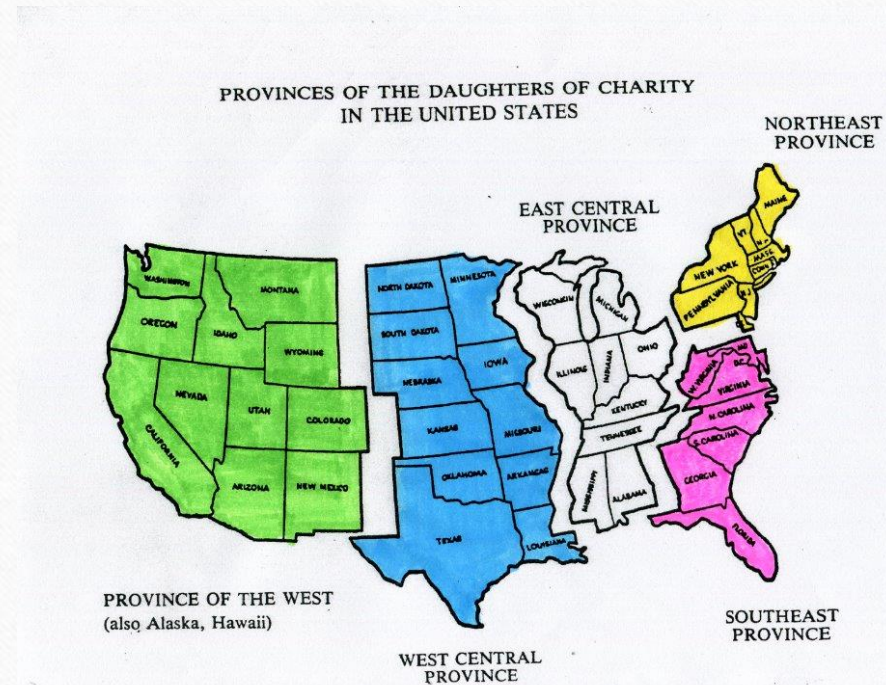 PROVINCES OF THE DAUGHTERS OF CHARITY
IN THE UNITED STATES
NORTHEAST
PROVINCE
EAST CENTRAL
PROVINCE
MAINE
VT
MASS
CONN
NEW YORK
PENNSYLVANIA
WASHINGTON
MONTANA
OREGON
IDAHO
WYOMING
NEVADA
UTAH
COLORADO
CALIFORNIA
ARIZONA
NEW MEXICO
NORTH DAKOTA
MINNESOTA
SOUTH DAKOTA
IOWA
NEBRASKA
KANSAS
MISSOURI
OKLAHOMA
ARKANSAS
TEXAS
LOUISIANA
WISCONSIN
MICHIGAN
ILLINOIS
INDIANA
OHIO
KENTUCKY
TENNESSEE
MISSISSIPPI
ALABAMA
W. VIRGINIA
D.C.
VIRGINIA
N. CAROLINA
S. CAROLINA
GEORGIA
FLORIDA
PROVINCE OF THE WEST
(also Alaska, Hawaii)
WEST CENTRAL
PROVINCE
SOUTHEAST
PROVINCE